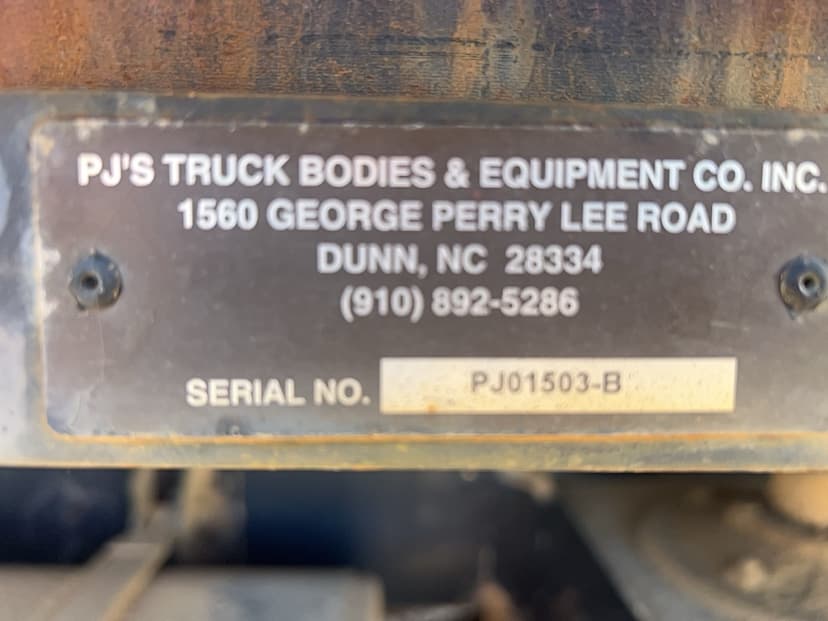 PJ'S TRUCK BODIES & EQUIPMENT CO. INC.
1560 GEORGE PERRY LEE ROAD
DUNN, NC 28334
(910) 892-5286
SERIAL NO. PJ01503-B